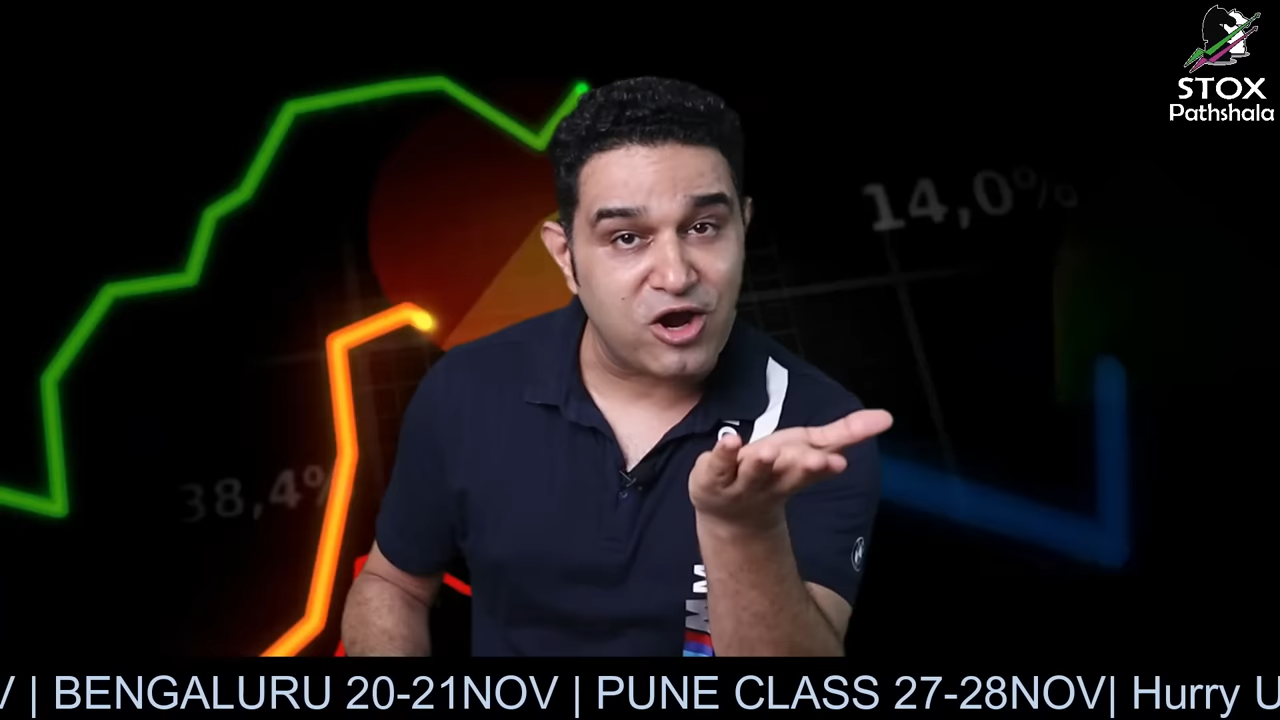 STOX
Pathshala
14,0%
38,4%
V | BENGALURU 20-21NOV | PUNE CLASS 27-28NOV| Hurry U